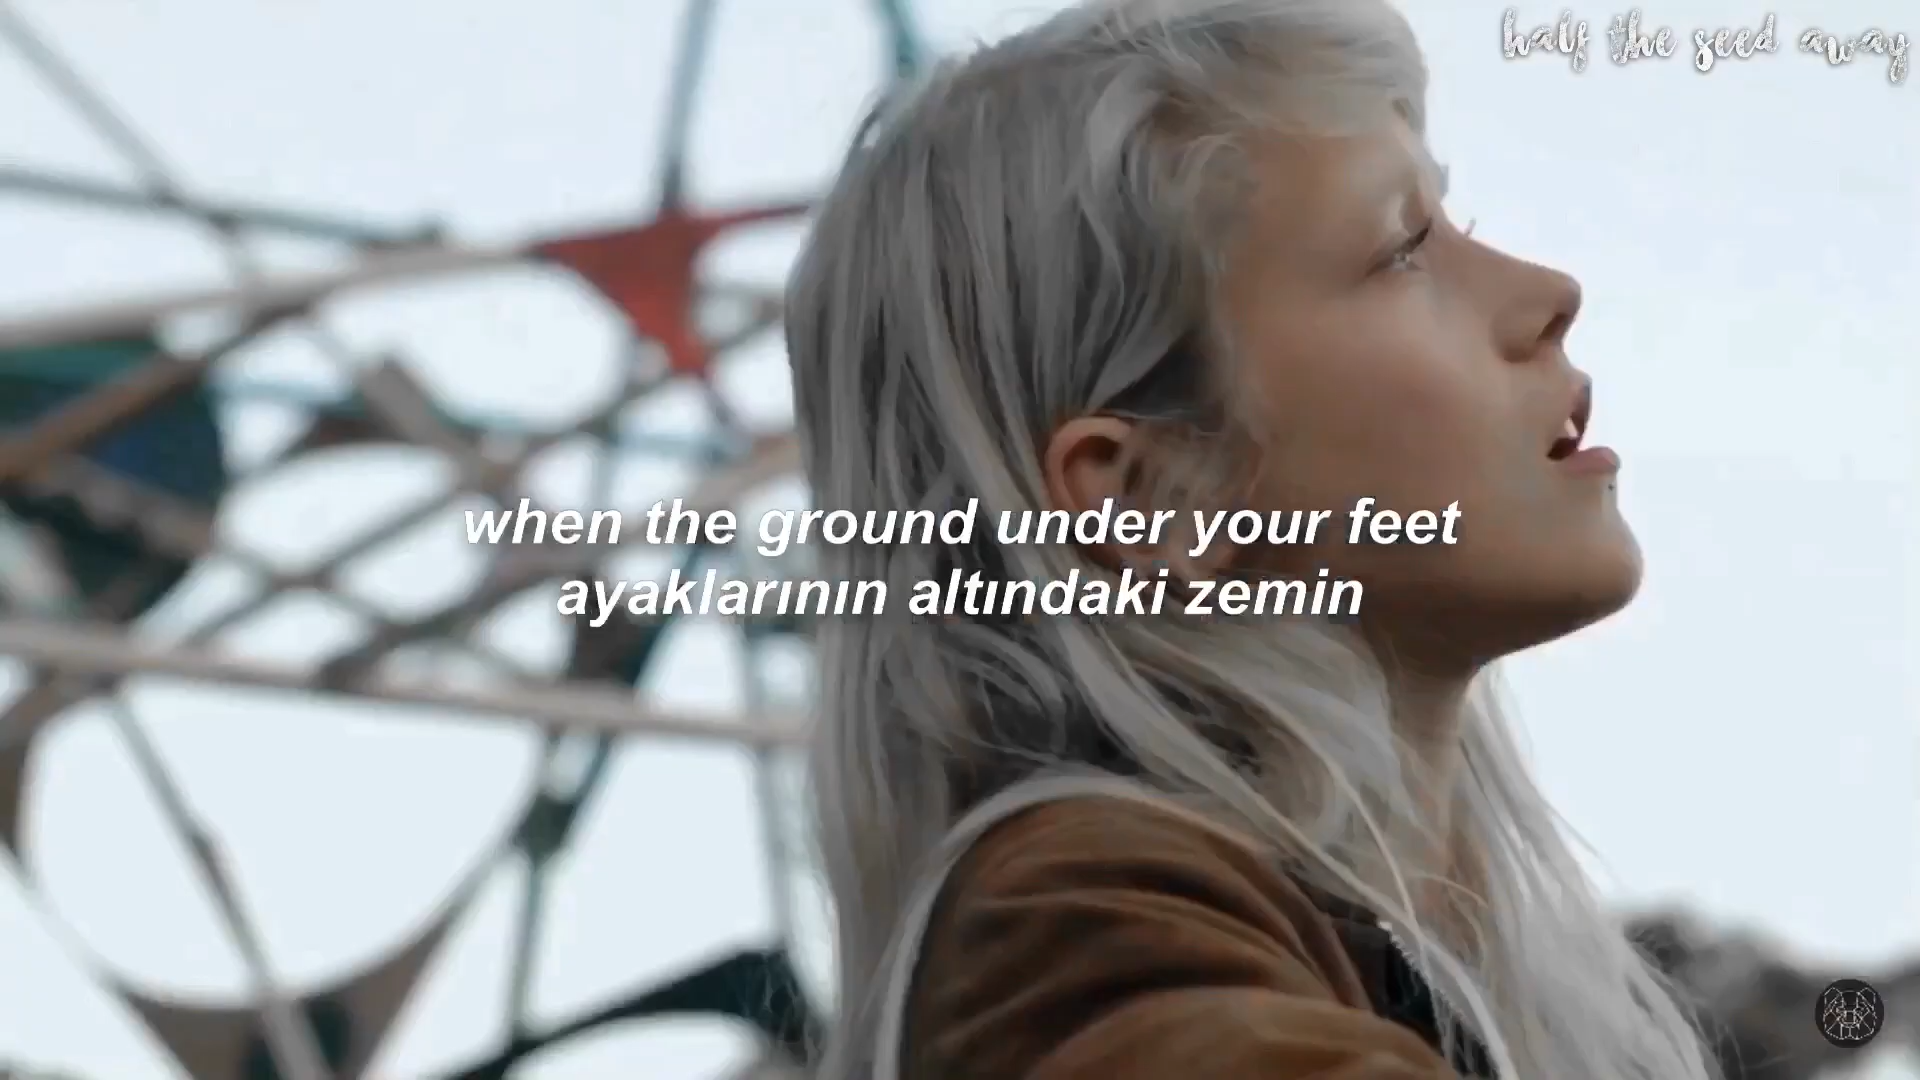 half the seed away
when the ground under your feet
ayaklarının altındaki zemin